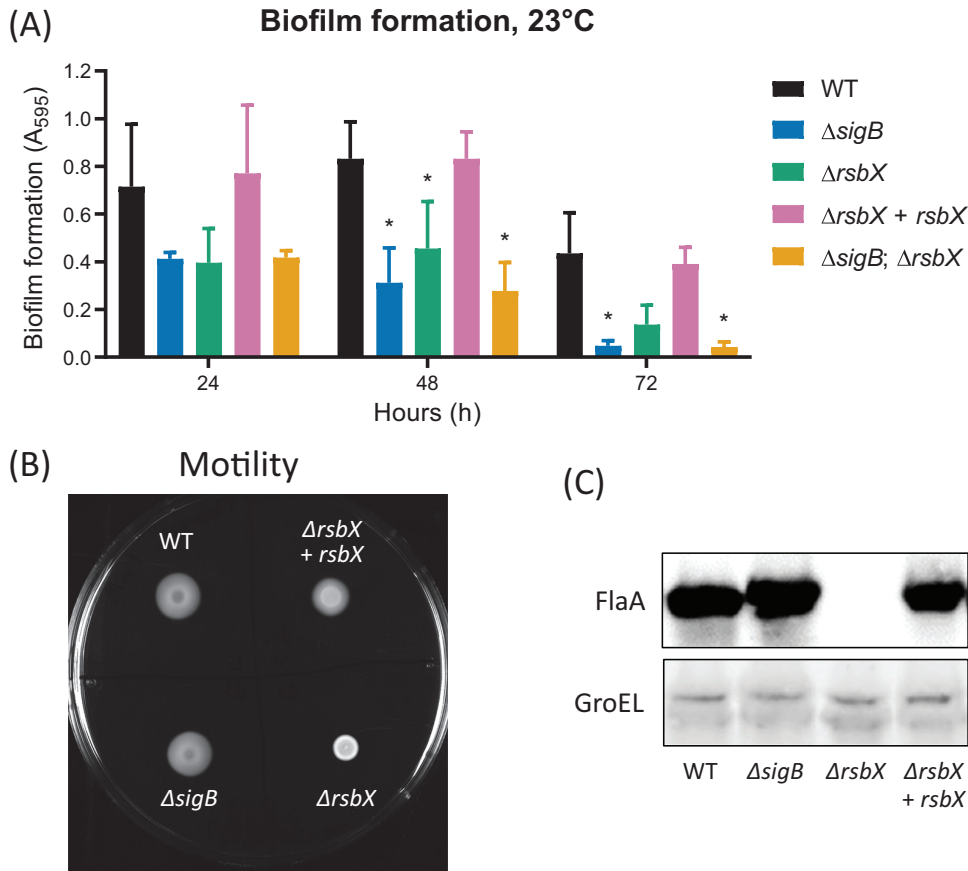 (A)
Biofilm formation, 23°C
Biofilm formation (A595)
1.2
1.0
0.8
0.6
0.4
0.2
0.0
* * *
* *
24 48 72
Hours (h)
WT
ΔsigB
ΔrsbX
ΔrsbX + rsbX
ΔsigB; ΔrsbX
(B)
Motility
WT
ΔrsbX
+ rsbX
ΔsigB
ΔrsbX
(C)
FlaA
GroEL
WT ΔsigB ΔrsbX ΔrsbX
+ rsbX